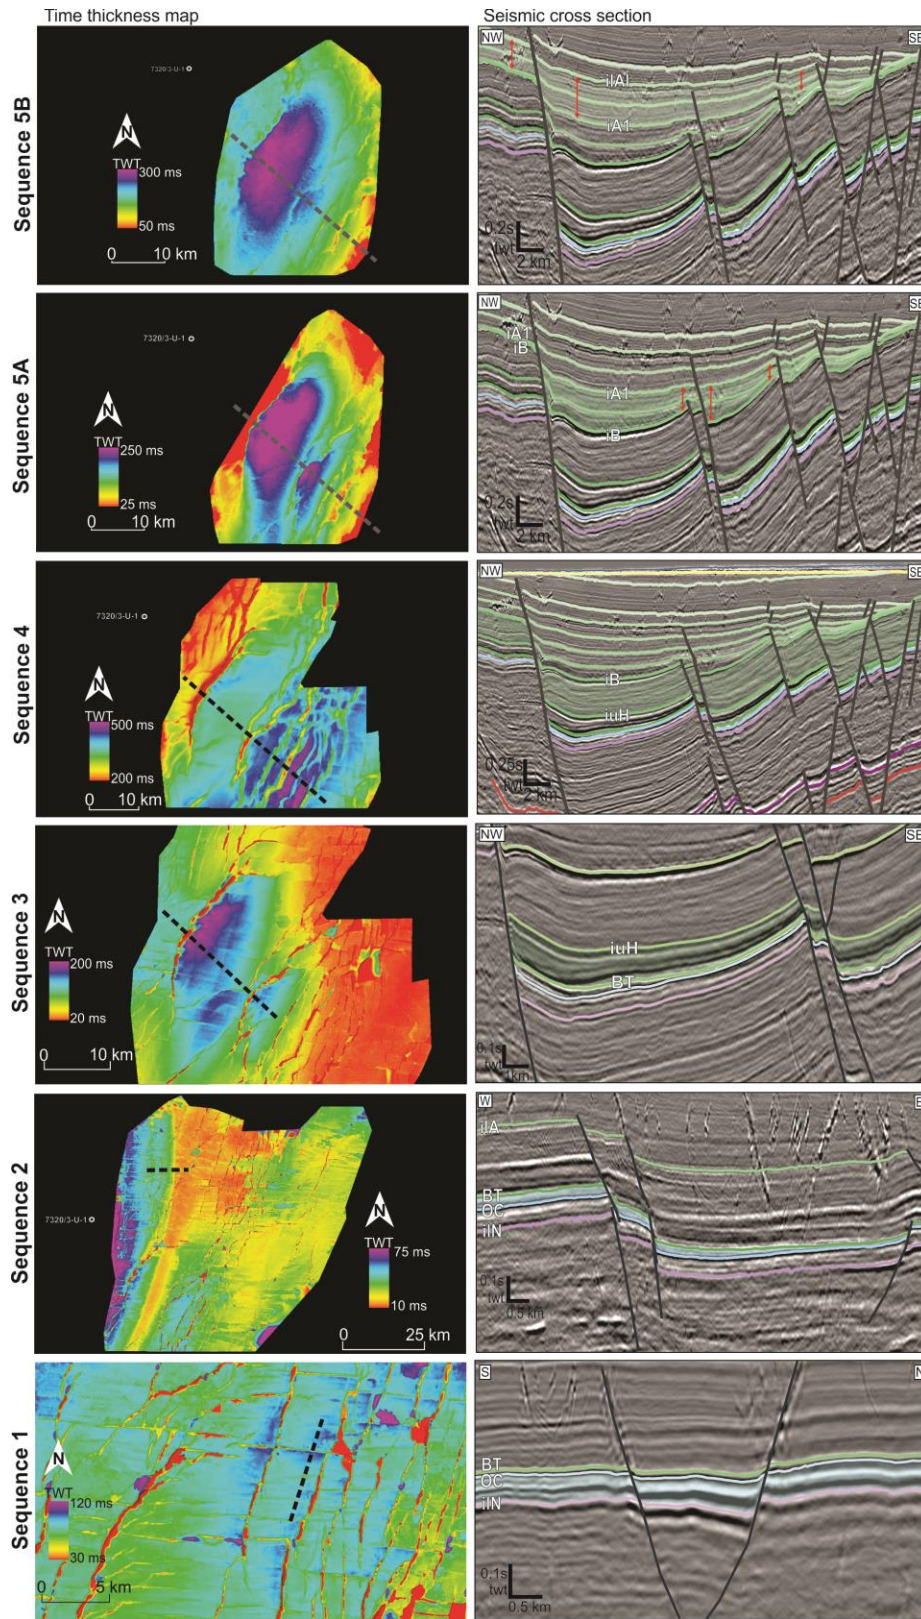 Time thickness map
Seismic cross section
Sequence 5B
7320/3-U-1
N
TWT
300 ms
50 ms
0 10 km
NW
SE
ilAl
iA1
0.2s
twt
2 km
Sequence 5A
7320/3-U-1
N
TWT
250 ms
25 ms
0 10 km
NW
SE
iA1
iB
iA1
iB
0.2s
twt
2 km
Sequence 4
7320/3-U-1
N
TWT
500 ms
200 ms
0 10 km
NW
SE
iB
iuH
0.25s
twt
2 km
Sequence 3
N
TWT
200 ms
20 ms
0 10 km
NW
SE
iuH
BT
0.1s
twt
1km
Sequence 2
7320/3-U-1
N
TWT
75 ms
10 ms
0 25 km
W
E
ilA
BT
OC
iIN
0.1s
twt
0.5 km
Sequence 1
N
TWT
120 ms
30 ms
0 5 km
S
N
BT
OC
iIN
0.1s
twt
0.5 km